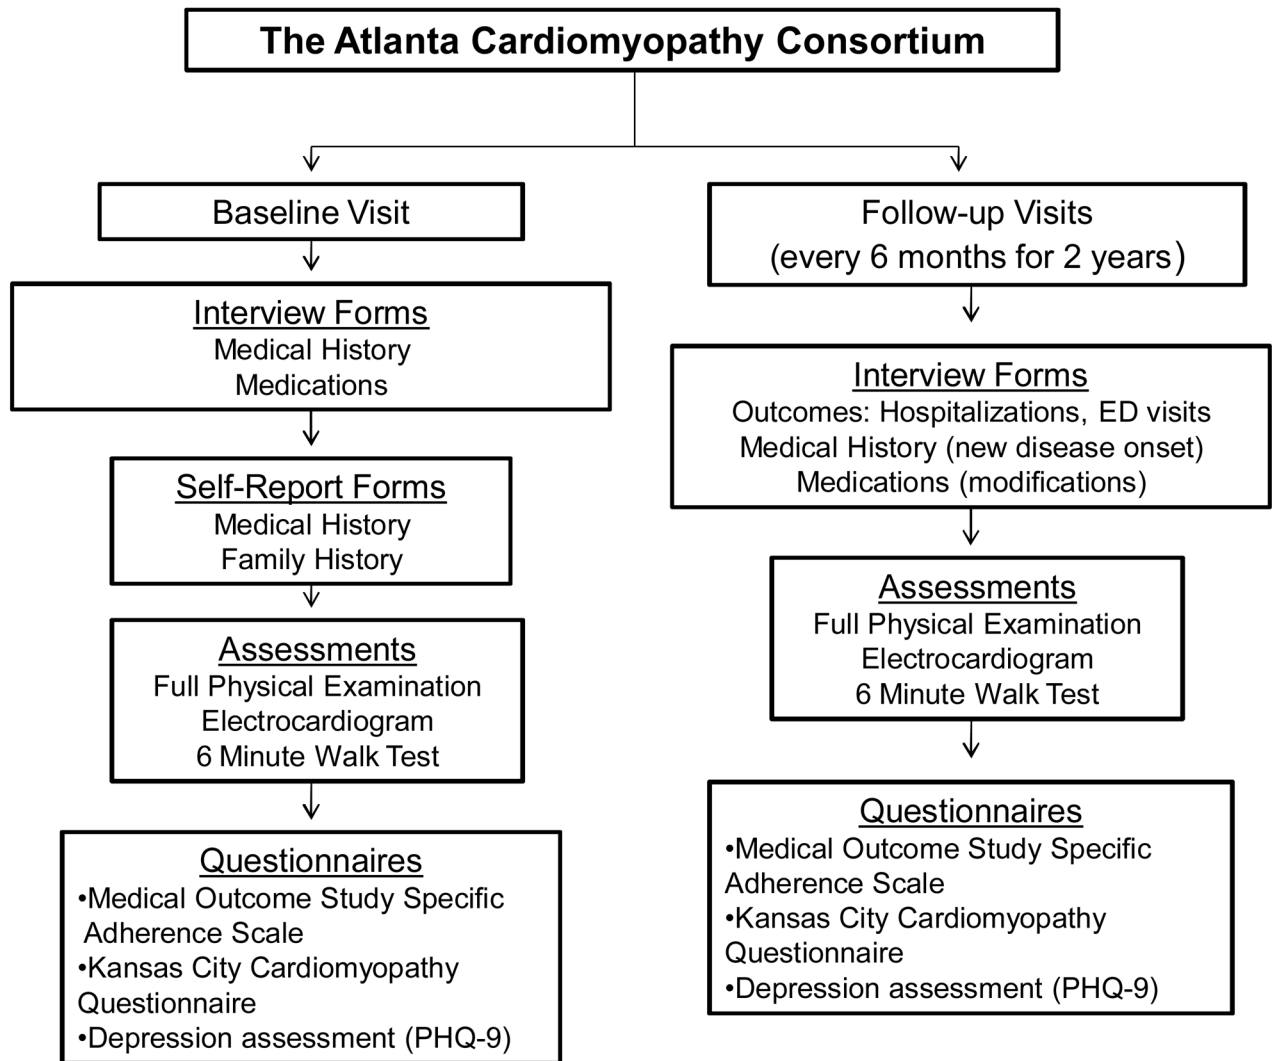 The Atlanta Cardiomyopathy Consortium
Baseline Visit
Interview Forms
Medical History
Medications
Self-Report Forms
Medical History
Family History
Assessments
Full Physical Examination
Electrocardiogram
6 Minute Walk Test
Questionnaires
•Medical Outcome Study Specific
Adherence Scale
•Kansas City Cardiomyopathy
Questionnaire
•Depression assessment (PHQ-9)
Follow-up Visits
(every 6 months for 2 years)
Interview Forms
Outcomes: Hospitalizations, ED visits
Medical History (new disease onset)
Medications (modifications)
Assessments
Full Physical Examination
Electrocardiogram
6 Minute Walk Test
Questionnaires
•Medical Outcome Study Specific
Adherence Scale
•Kansas City Cardiomyopathy
Questionnaire
•Depression assessment (PHQ-9)